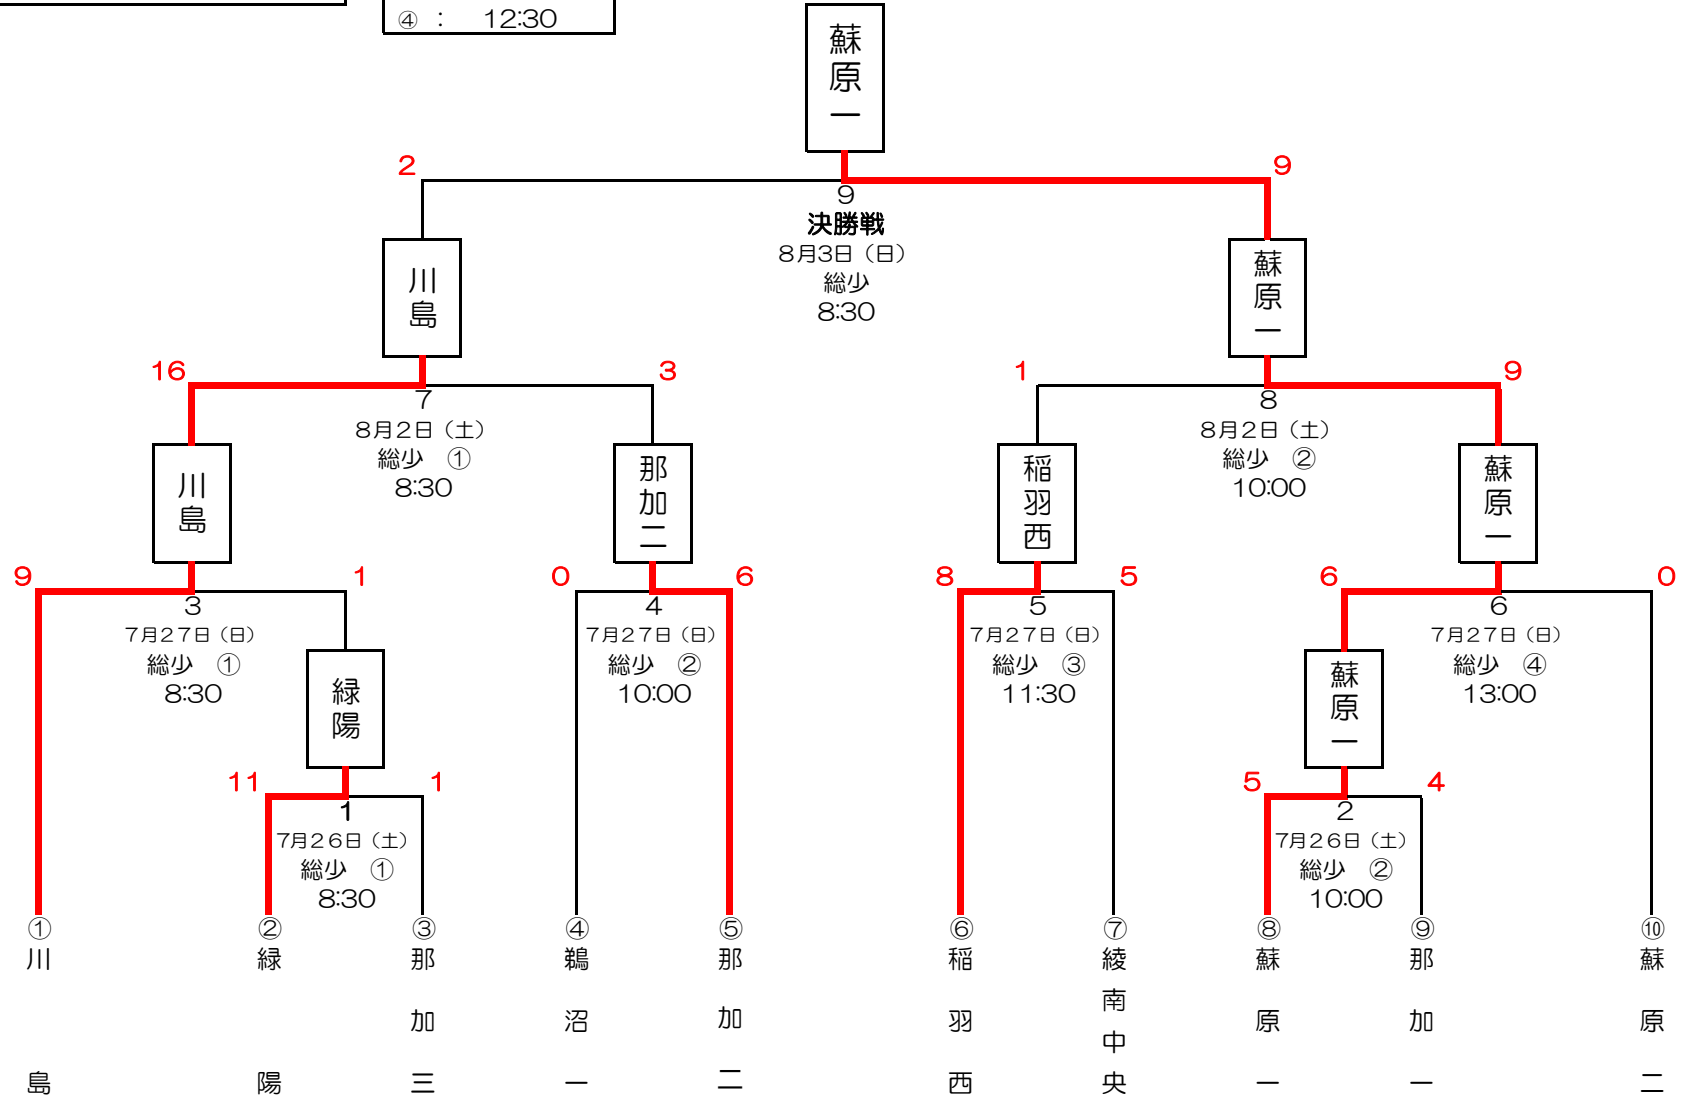 ④ : 12:30
蘇原一
2
9
9
決勝戦
8月3日（日）
総少
8:30
川島
蘇原一
16
3
1
9
7
8月2日（土）
総少 ①
8:30
8
8月2日（土）
総少 ②
10:00
川島
那加二
稲羽西
蘇原一
9
1
0
6
8
5
6
0
3
7月27日（日）
総少 ①
8:30
4
7月27日（日）
総少 ②
10:00
5
7月27日（日）
総少 ③
11:30
6
7月27日（日）
総少 ④
13:00
緑陽
蘇原一
11
1
5
4
1
7月26日（土）
総少 ①
8:30
2
7月26日（土）
総少 ②
10:00
①川島
②緑陽
③那加三
④鵜沼一
⑤那加二
⑥稲羽西
⑦綾南中央
⑧蘇原一
⑨那加一
⑩蘇原二